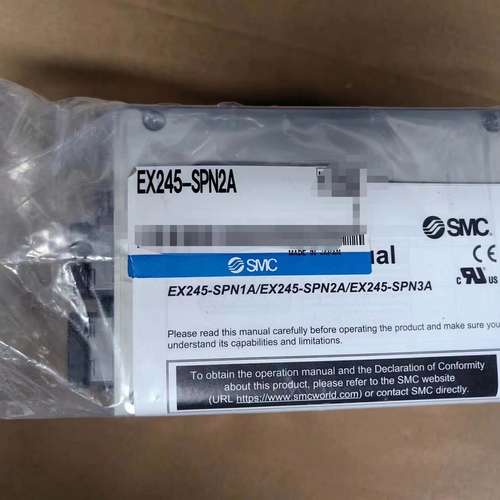 EX245-SPN2A
MADE IN JAPAN
SMC
SMC
ual
CE
c UL US
EX245-SPN1A/EX245-SPN2A/EX245-SPN3A
Please read this manual carefully before operating the product and make sure you
understand its capabilities and limitations.
To obtain the operation manual and the Declaration of Conformity
about this product, please refer to the SMC website
(URL https://www.smcworld.com) or contact SMC directly.